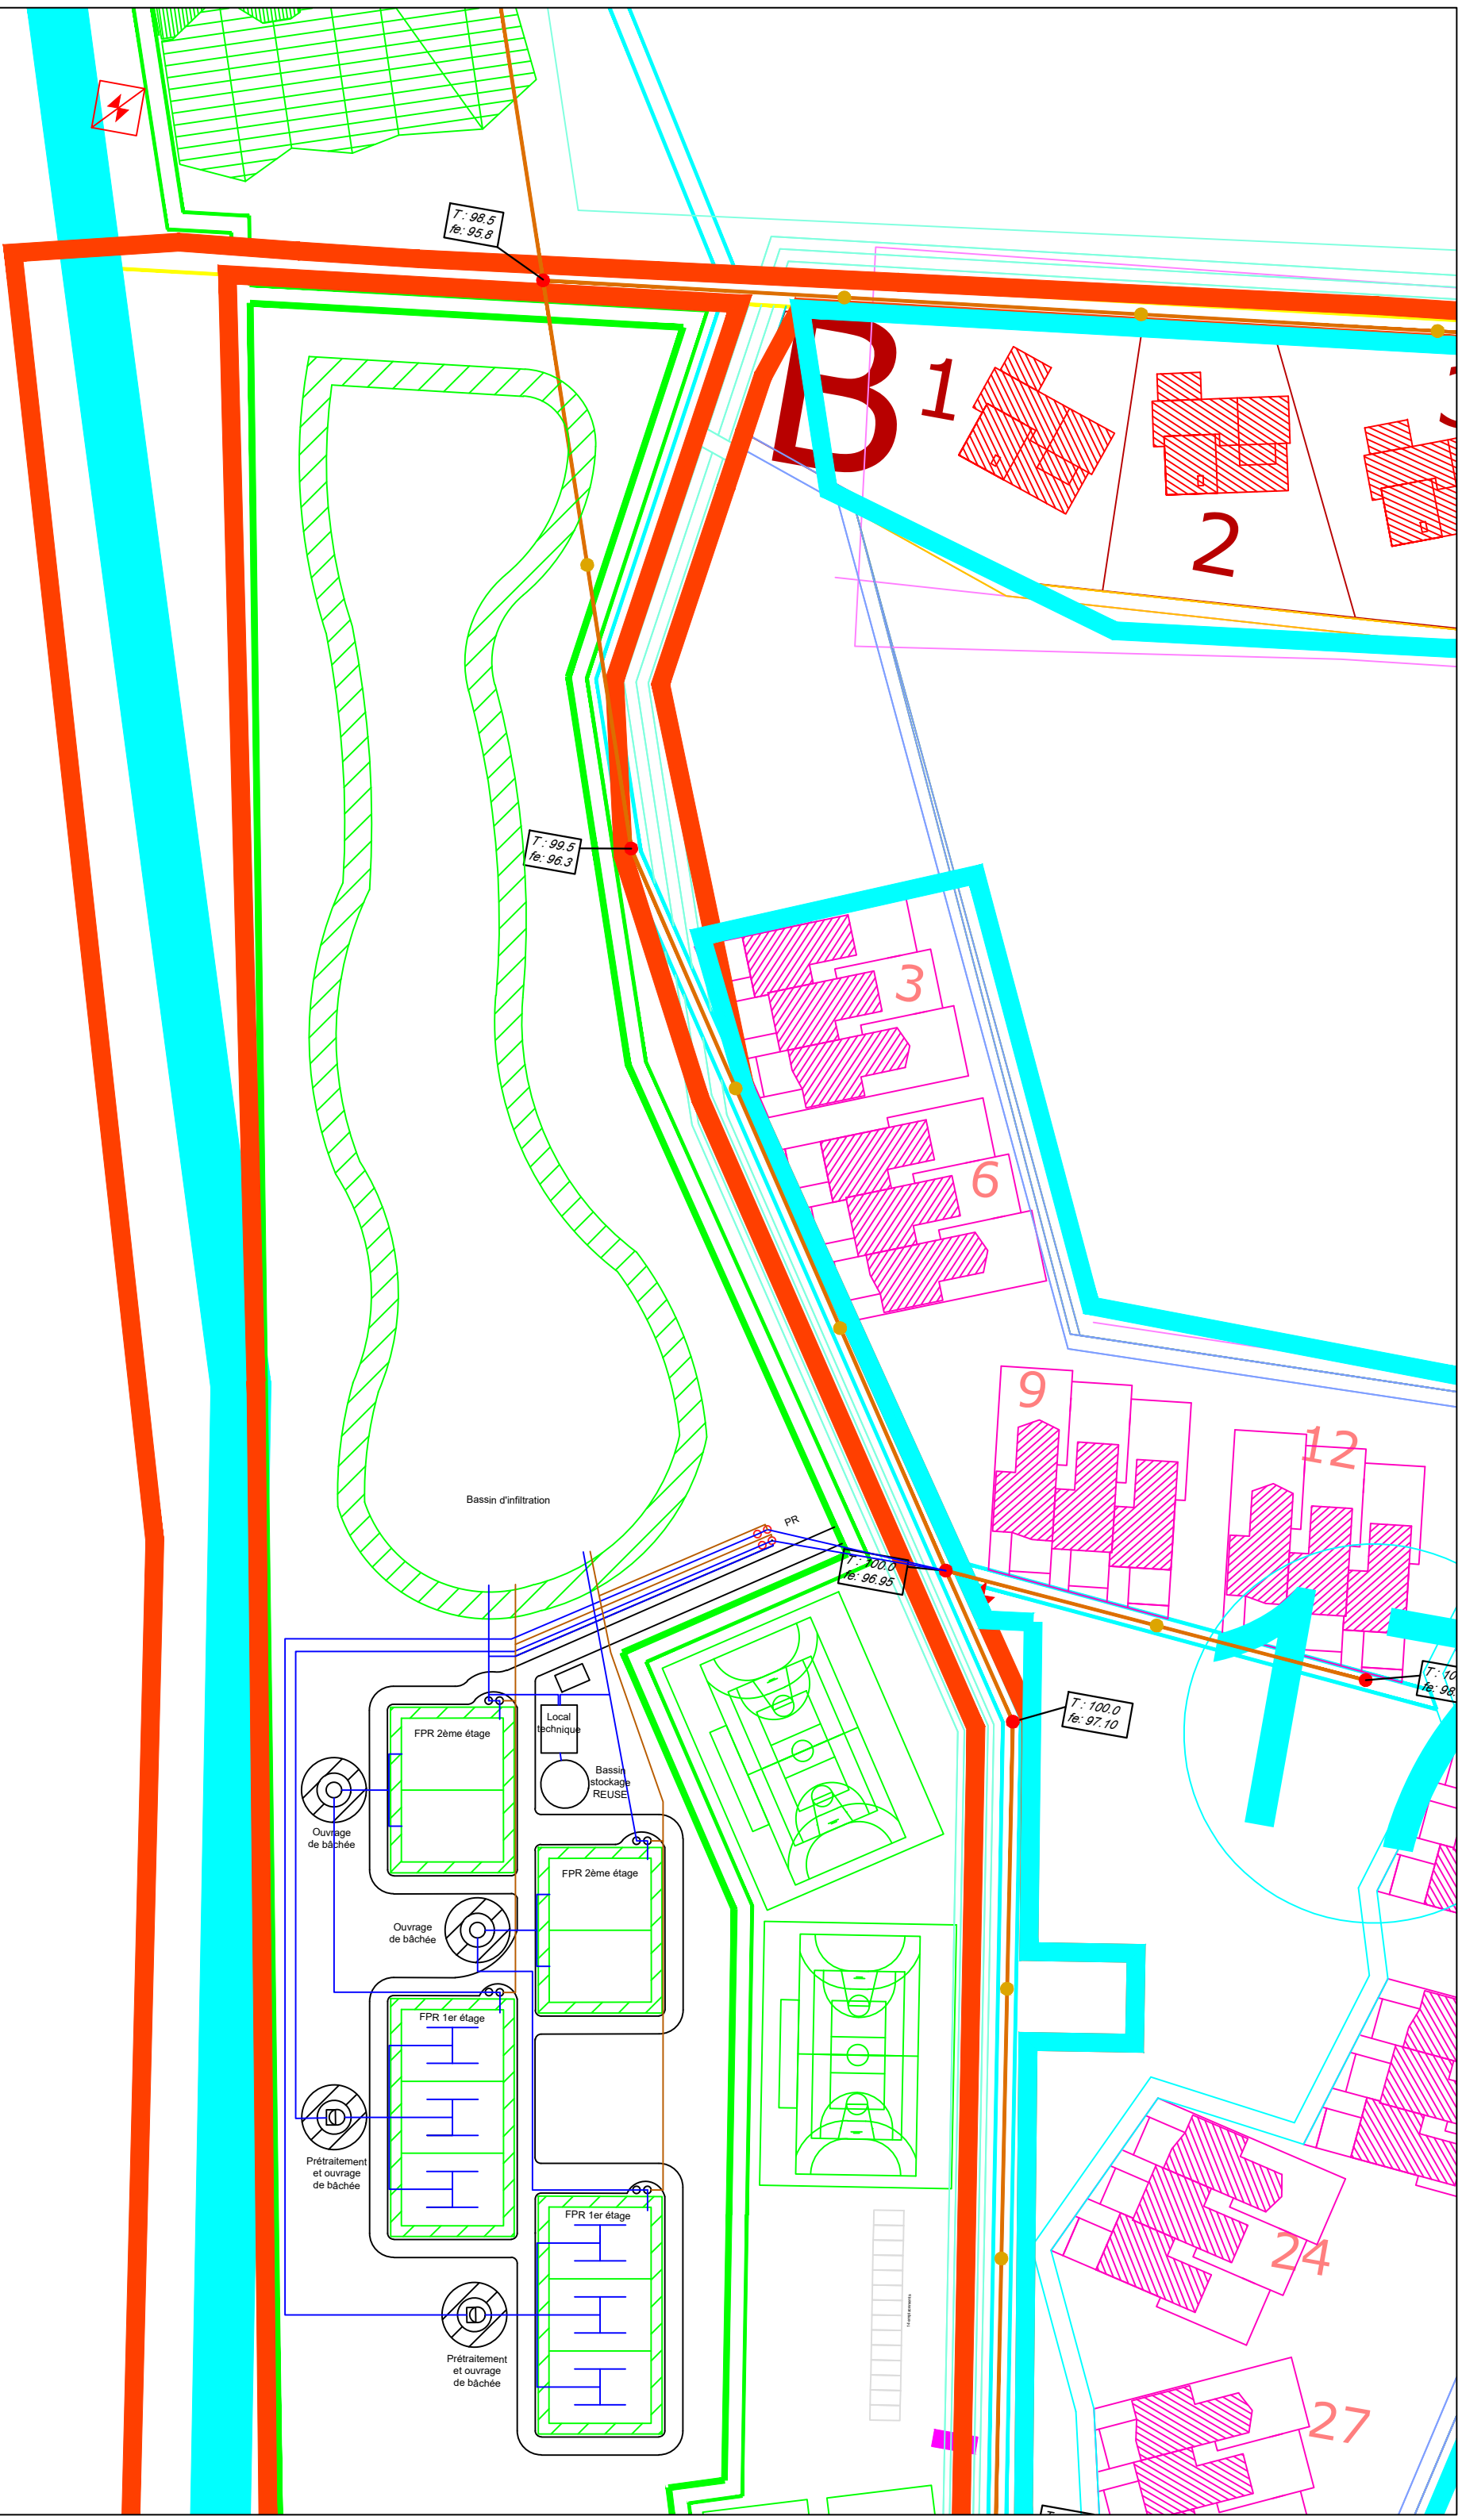 T : 98.5
fe: 95.8
B
1
2
T : 99.5
fe: 96.3
3
6
9
12
Bassin d'infiltration
PR
T : 100.0
fe: 96.95
T : 10
fe: 98.
T : 100.0
fe: 97.10
FPR 2ème étage
Local
technique
Bassin
stockage
REUSE
Ouvrage
de bâchée
FPR 2ème étage
Ouvrage
de bâchée
FPR 1er étage
Prétraitement
et ouvrage
de bâchée
FPR 1er étage
24
Prétraitement
et ouvrage
de bâchée
27